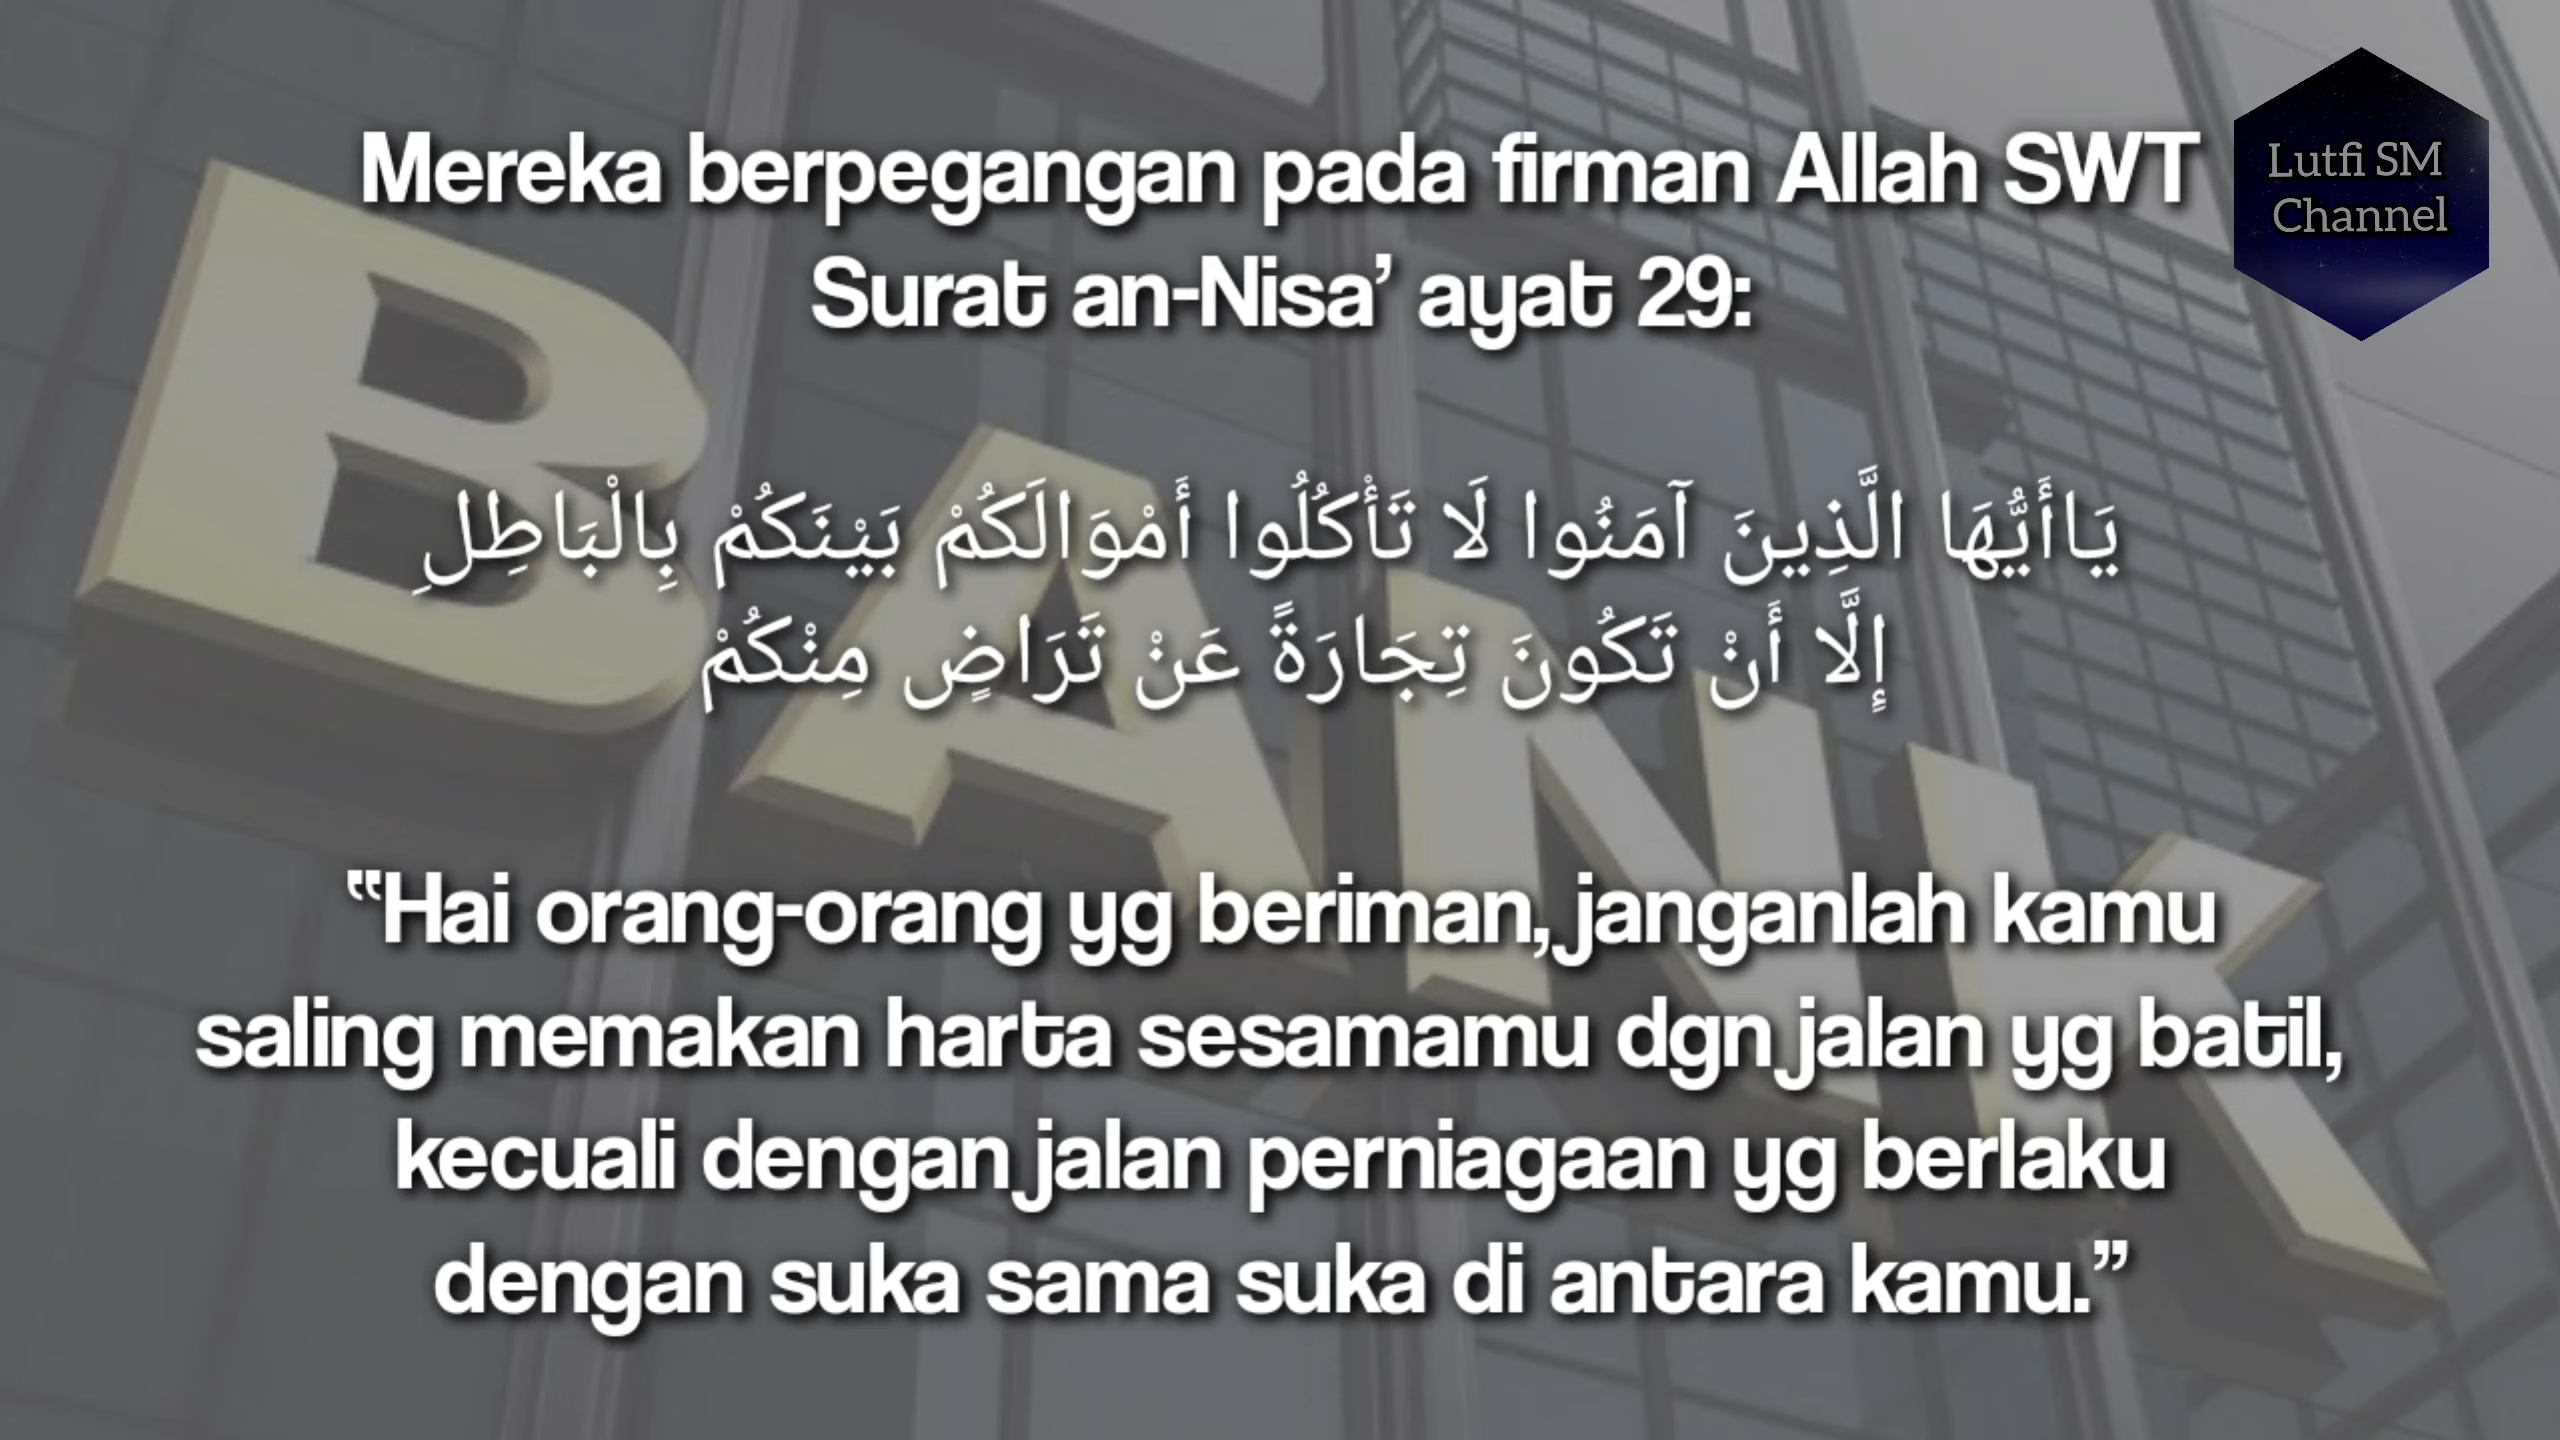 Mereka berpegangan pada firman Allah SWT
Surat an-Nisa’ ayat 29:
Lutfi SM
Channel
يَاأَيُّهَا الَّذِينَ آمَنُوا لَا تَأْكُلُوا أَمْوَالَكُمْ بَيْنَكُمْ بِالْبَاطِلِ
إِلَّا أَنْ تَكُونَ تِجَارَةً عَنْ تَرَاضٍ مِنْكُمْ
“Hai orang-orang yg beriman, janganlah kamu
saling memakan harta sesamamu dgn jalan yg batil,
kecuali dengan jalan perniagaan yg berlaku
dengan suka sama suka di antara kamu.”
BANK